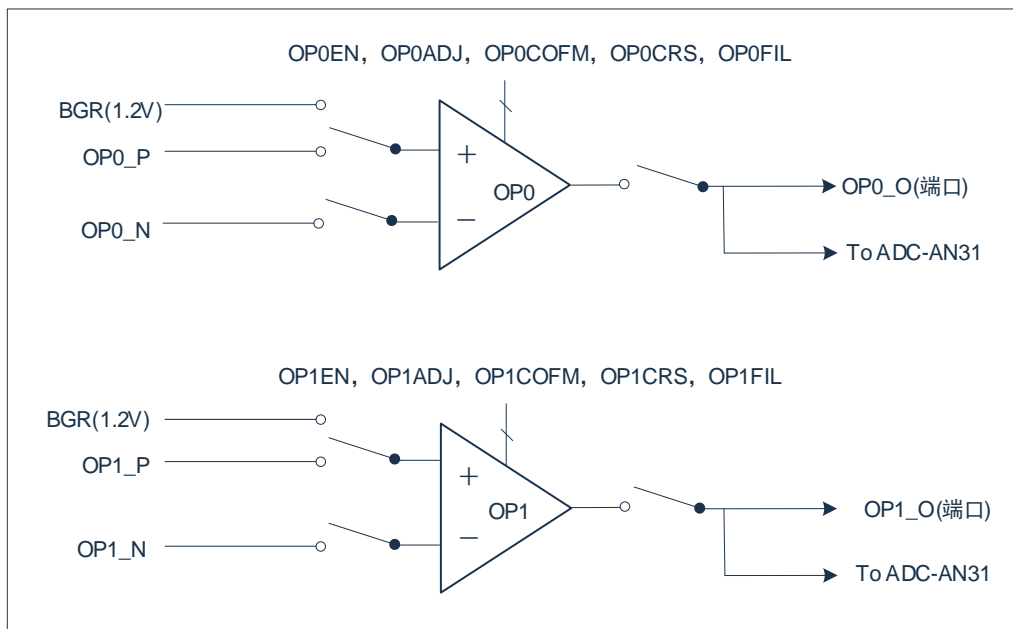 OP0EN，OP0ADJ，OP0COFM，OP0CRS，OP0FIL
BGR(1.2V)
OP0_P
+
OP0
OP0_O(端口)
OP0_N
−
To ADC-AN31
OP1EN，OP1ADJ，OP1COFM，OP1CRS，OP1FIL
BGR(1.2V)
OP1_P
+
OP1
OP1_O(端口)
OP1_N
−
To ADC-AN31